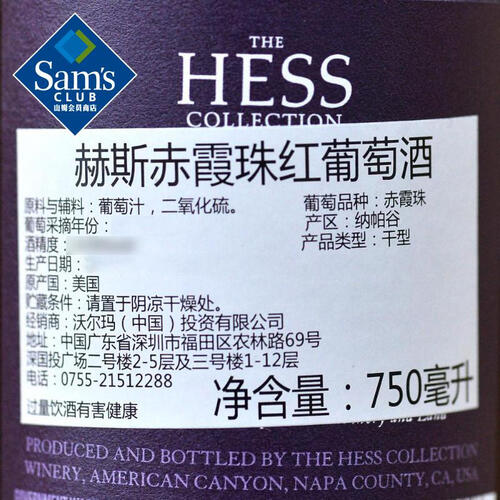 Sam's
CLUB
山姆会员商店
THE
HESS
COLLECTION
赫斯赤霞珠红葡萄酒
原料与辅料：葡萄汁，二氧化硫。
葡萄品种：赤霞珠
葡萄采摘年份：
产区：纳帕谷
酒精度：
产品类型：干型
生产日期：
原产国：美国
贮藏条件：请置于阴凉干燥处。
经销商：沃尔玛（中国）投资有限公司
地址：中国广东省深圳市福田区农林路69号
深国投广场二号楼2-5层及三号楼1-12层
电话：0755-21512288
净含量：750毫升
过量饮酒有害健康
and Land
PRODUCED AND BOTTLED BY THE HESS COLLECTION
WINERY, AMERICAN CANYON, NAPA COUNTY, CA, USA